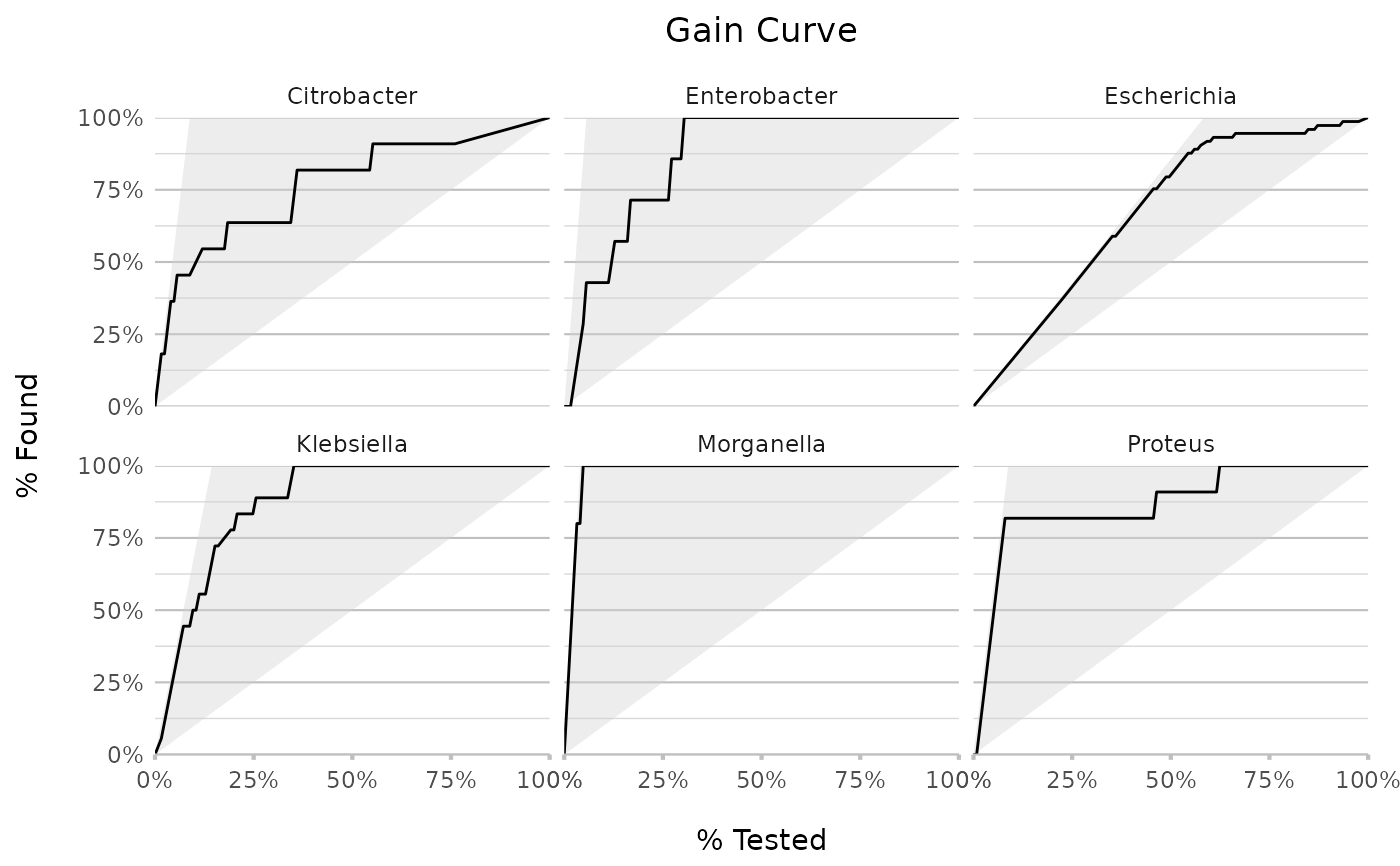 Gain Curve
Citrobacter Enterobacter Escherichia
100%
75%
50%
25%
0%
% Found
Klebsiella Morganella Proteus
100%
75%
50%
25%
0%
0% 25% 50% 75% 100% 0% 25% 50% 75% 100% 0% 25% 50% 75% 100%
% Tested